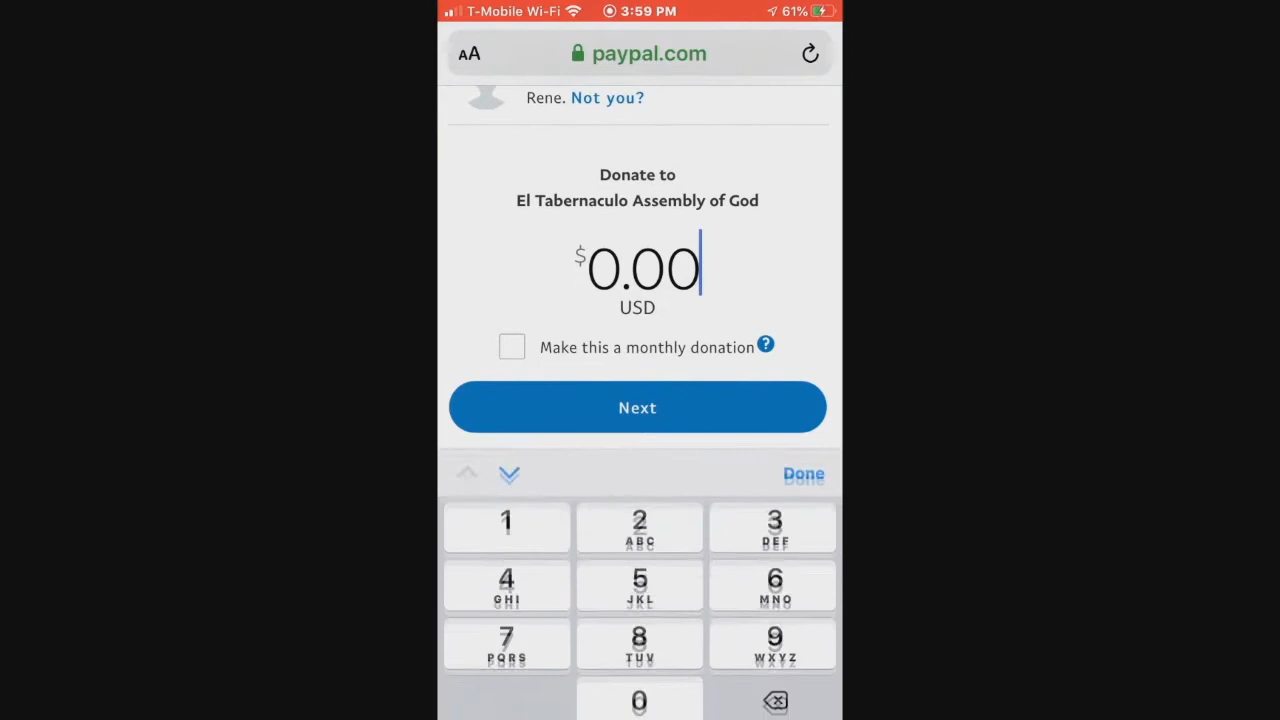 T-Mobile Wi-Fi 3:59 PM 61%
AA paypal.com
Rene. Not you?
Donate to
El Tabernaculo Assembly of God
$0.00
USD
Make this a monthly donation ?
Next
Done
1 2 3
ABC DEF
4 5 6
GHI JKL MNO
7 8 9
PQRS TUV WXYZ
0